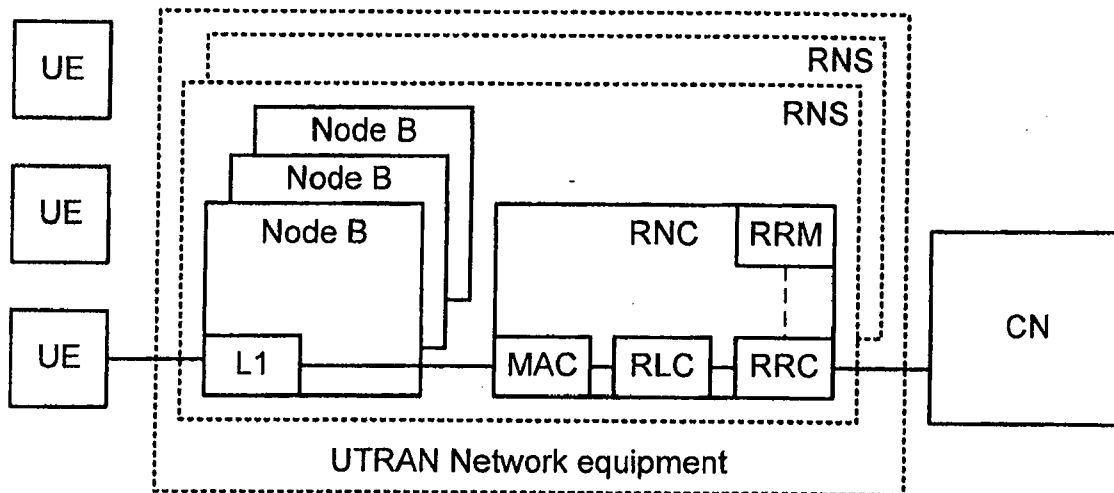 UE
RNS
RNS
Node B
Node B
UE
Node B
RNC
RRM
UE
L1
MAC
RLC
RRC
CN
UTRAN Network equipment